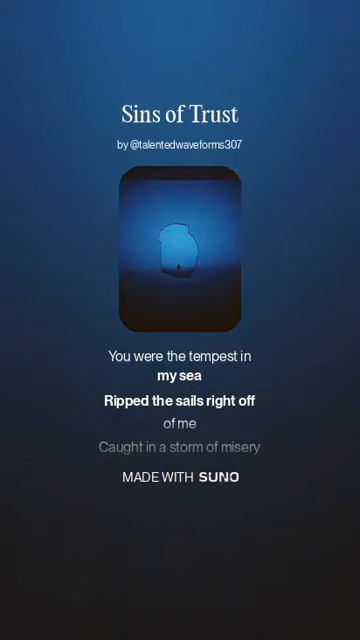 Sins of Trust
by @talentedwaveforms307
You were the tempest in
my sea
Ripped the sails right off
of me
Caught in a storm of misery
MADE WITH SUNO